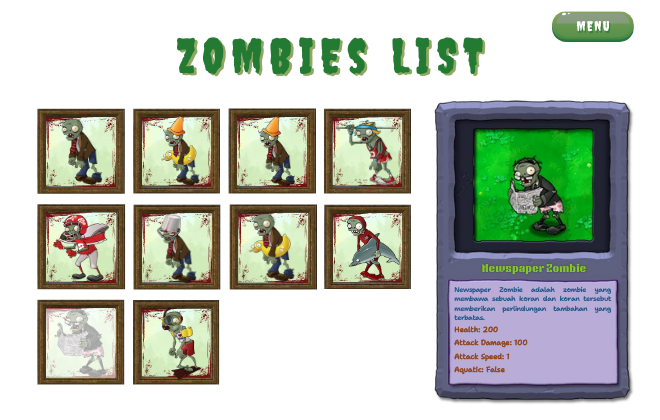 MENU
ZOMBIES LIST
Newspaper Zombie
Newspaper Zombie adalah zombie yang
membawa sebuah koran dan koran tersebut
memberikan perlindungan tambahan yang
terbatas.
Health: 200
Attack Damage: 100
Attack Speed: 1
Aquatic: False